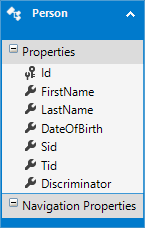 Person
Properties
Id
FirstName
LastName
DateOfBirth
Sid
Tid
Discriminator
Navigation Properties